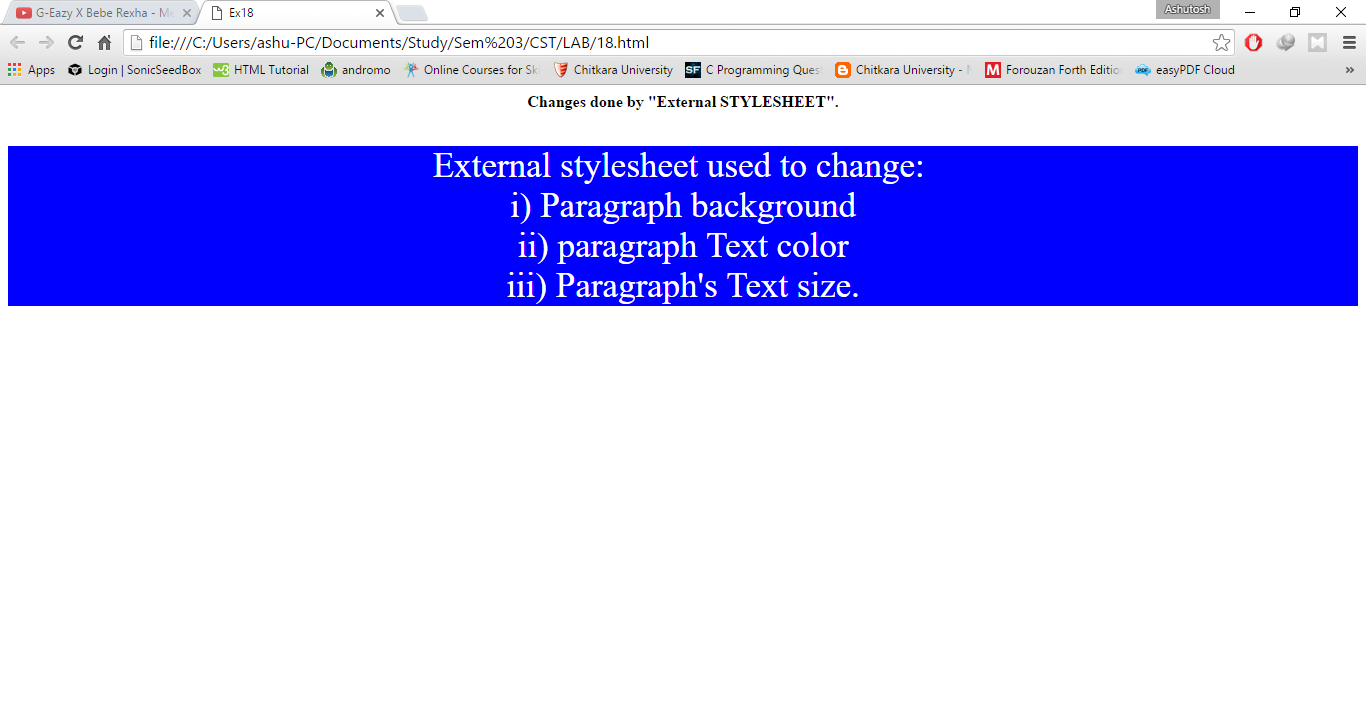 G-Eazy X Bebe Rexha - Me
Ex18
Ashutosh
file:///C:/Users/ashu-PC/Documents/Study/Sem%203/CST/LAB/18.html
Apps
Login | SonicSeedBox
HTML Tutorial
andromo
Online Courses for Sk
Chitkara University
SF C Programming Ques
Chitkara University -
M Forouzan Forth Editio
easyPDF Cloud
»
Changes done by "External STYLESHEET".
External stylesheet used to change:
i) Paragraph background
ii) paragraph Text color
iii) Paragraph's Text size.